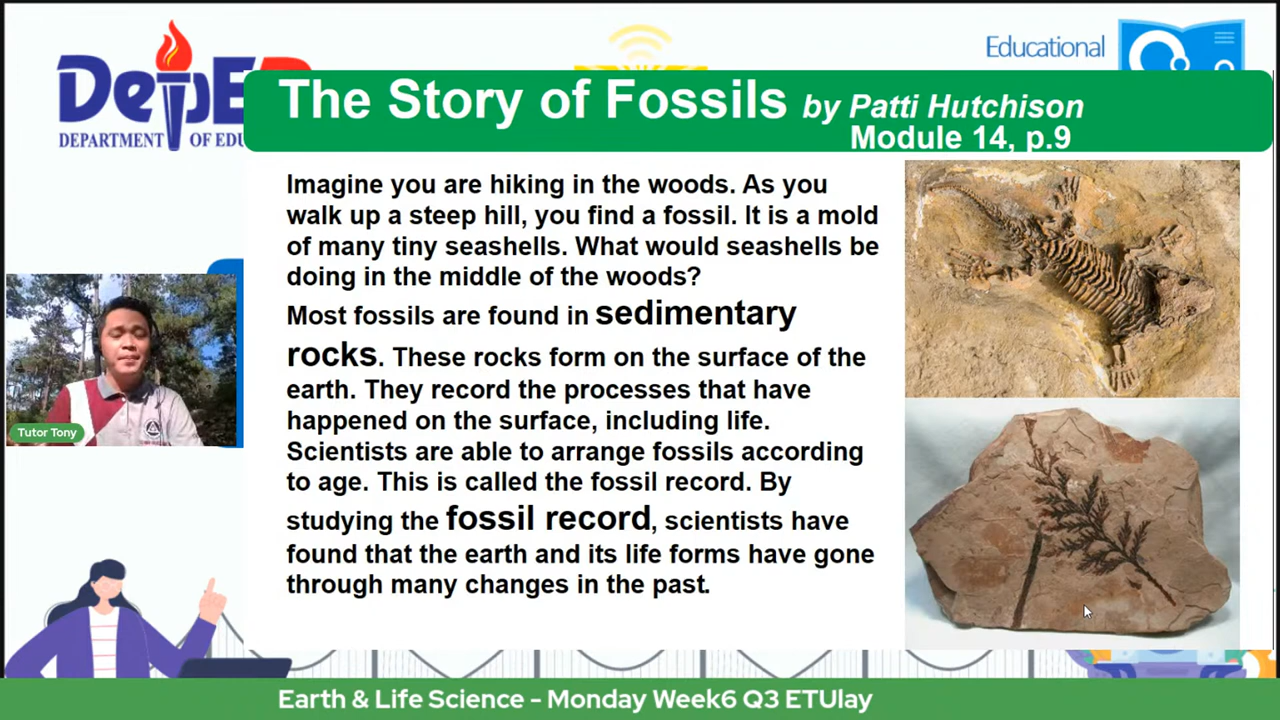 DepED
DEPARTMENT OF EDU
Educational
The Story of Fossils by Patti Hutchison
Module 14, p.9
Imagine you are hiking in the woods. As you
walk up a steep hill, you find a fossil. It is a mold
of many tiny seashells. What would seashells be
doing in the middle of the woods?
Most fossils are found in sedimentary
rocks. These rocks form on the surface of the
earth. They record the processes that have
happened on the surface, including life.
Scientists are able to arrange fossils according
to age. This is called the fossil record. By
studying the fossil record, scientists have
found that the earth and its life forms have gone
through many changes in the past.
Tutor Tony
Earth & Life Science - Monday Week6 Q3 ETUlay